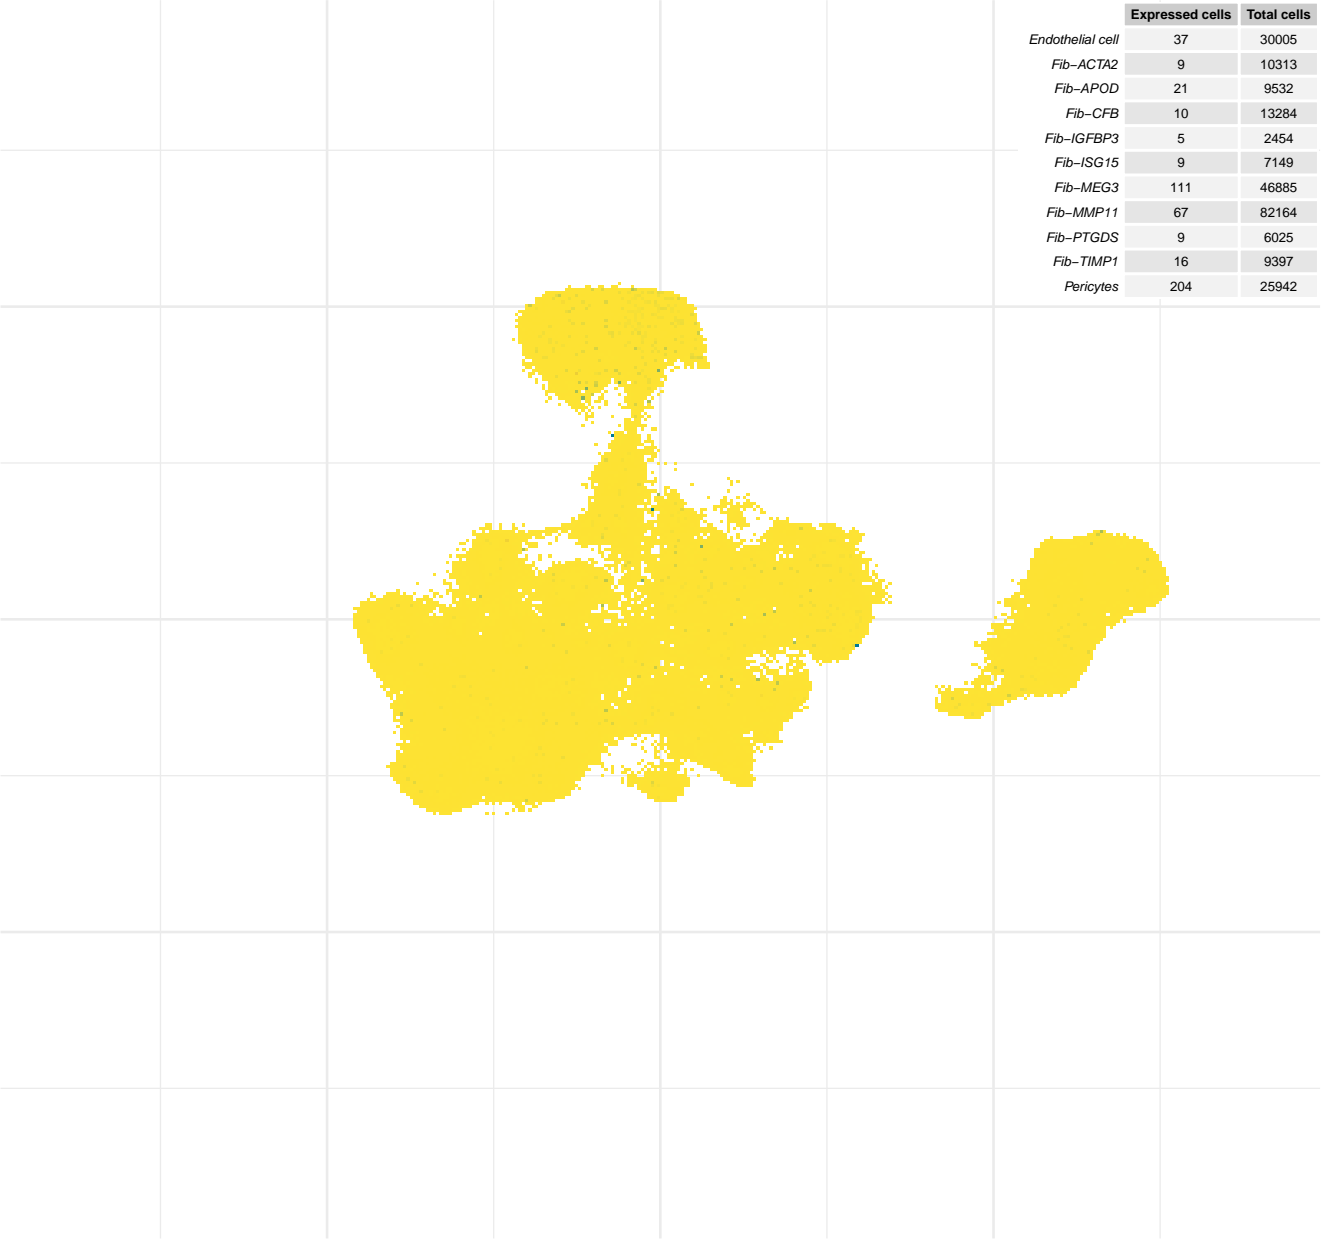 Expressed cells Total cells
Endothelial cell 37 30005
Fib−ACTA2 9 10313
Fib−APOD 21 9532
Fib−CFB 10 13284
Fib−IGFBP3 5 2454
Fib−ISG15 9 7149
Fib−MEG3 111 46885
Fib−MMP11 67 82164
Fib−PTGDS 9 6025
Fib−TIMP1 16 9397
Pericytes 204 25942